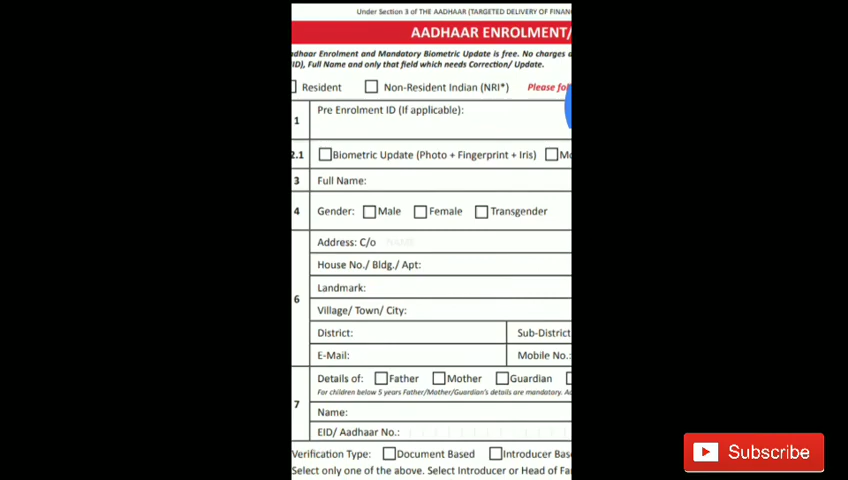 Under Section 3 of THE AADHAAR (TARGETED DELIVERY OF FINANC
AADHAAR ENROLMENT/
adhaar Enrolment and Mandatory Biometric Update is free. No charges a
ID), Full Name and only that field which needs Correction/ Update.
Resident Non-Resident Indian (NRI*) Please fol
1 Pre Enrolment ID (If applicable):
2.1 Biometric Update (Photo + Fingerprint + Iris) Mo
3 Full Name:
4 Gender: Male Female Transgender
Address: C/o NAME
House No./ Bldg./ Apt:
Landmark:
6
Village/ Town/ City:
District: Sub-District
E-Mail: Mobile No.:
Details of: Father Mother Guardian
For children below 5 years Father/Mother/Guardian's details are mandatory. Ad
7
Name:
EID/ Aadhaar No.:
Verification Type: Document Based Introducer Base
Select only one of the above. Select Introducer or Head of Fa
Subscribe